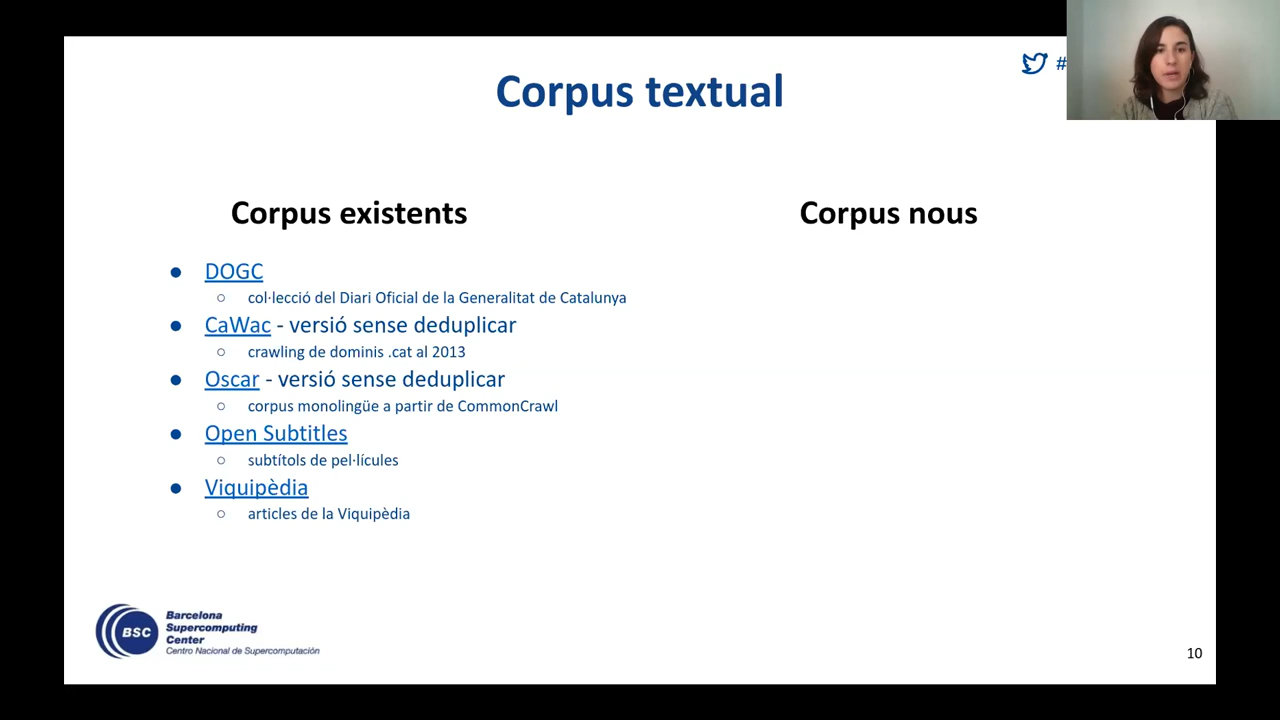 #
Corpus textual
Corpus existents
● DOGC
○ col·lecció del Diari Oficial de la Generalitat de Catalunya
● CaWac - versió sense deduplicar
○ crawling de dominis .cat al 2013
● Oscar - versió sense deduplicar
○ corpus monolingüe a partir de CommonCrawl
● Open Subtitles
○ subtítols de pel·lícules
● Viquipèdia
○ articles de la Viquipèdia
Corpus nous
BSC
Barcelona
Supercomputing
Center
Centro Nacional de Supercomputación
10